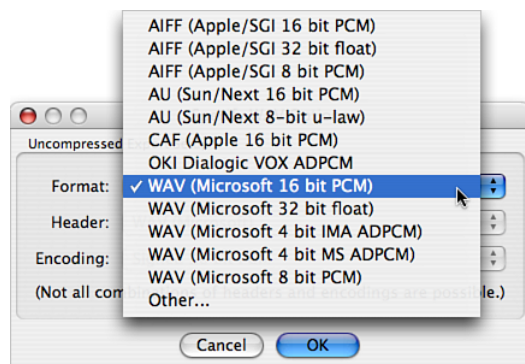 AIFF (Apple/SGI 16 bit PCM)
AIFF (Apple/SGI 32 bit float)
AIFF (Apple/SGI 8 bit PCM)
AU (Sun/Next 16 bit PCM)
AU (Sun/Next 8-bit u-law)
CAF (Apple 16 bit PCM)
OKI Dialogic VOX ADPCM
✓ WAV (Microsoft 16 bit PCM)
WAV (Microsoft 32 bit float)
WAV (Microsoft 4 bit IMA ADPCM)
WAV (Microsoft 4 bit MS ADPCM)
WAV (Microsoft 8 bit PCM)
Other...
Uncompressed
Format:
Header:
Encoding:
(Not all combinations of headers and encodings are possible.)
Cancel
OK